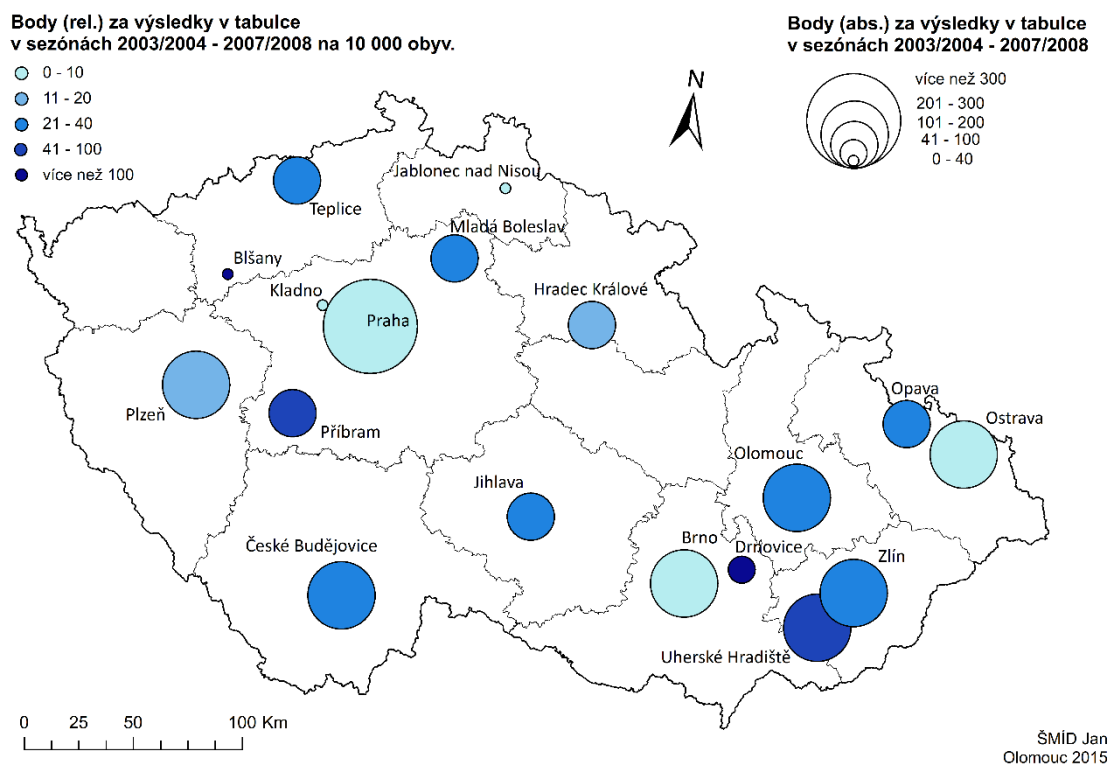 Body (rel.) za výsledky v tabulce
v sezónách 2003/2004 - 2007/2008 na 10 000 obyv.
0 - 10
11 - 20
21 - 40
41 - 100
více než 100
Body (abs.) za výsledky v tabulce
v sezónách 2003/2004 - 2007/2008
více než 300
201 - 300
101 - 200
41 - 100
0 - 40
N
Jablonec nad Nisou
Teplice
Mladá Boleslav
Blšany
Kladno
Hradec Králové
Praha
Plzeň
Příbram
Opava
Ostrava
Olomouc
Jihlava
České Budějovice
Brno
Drnovice
Zlín
Uherské Hradiště
0 25 50 100 Km
ŠMÍD Jan
Olomouc 2015